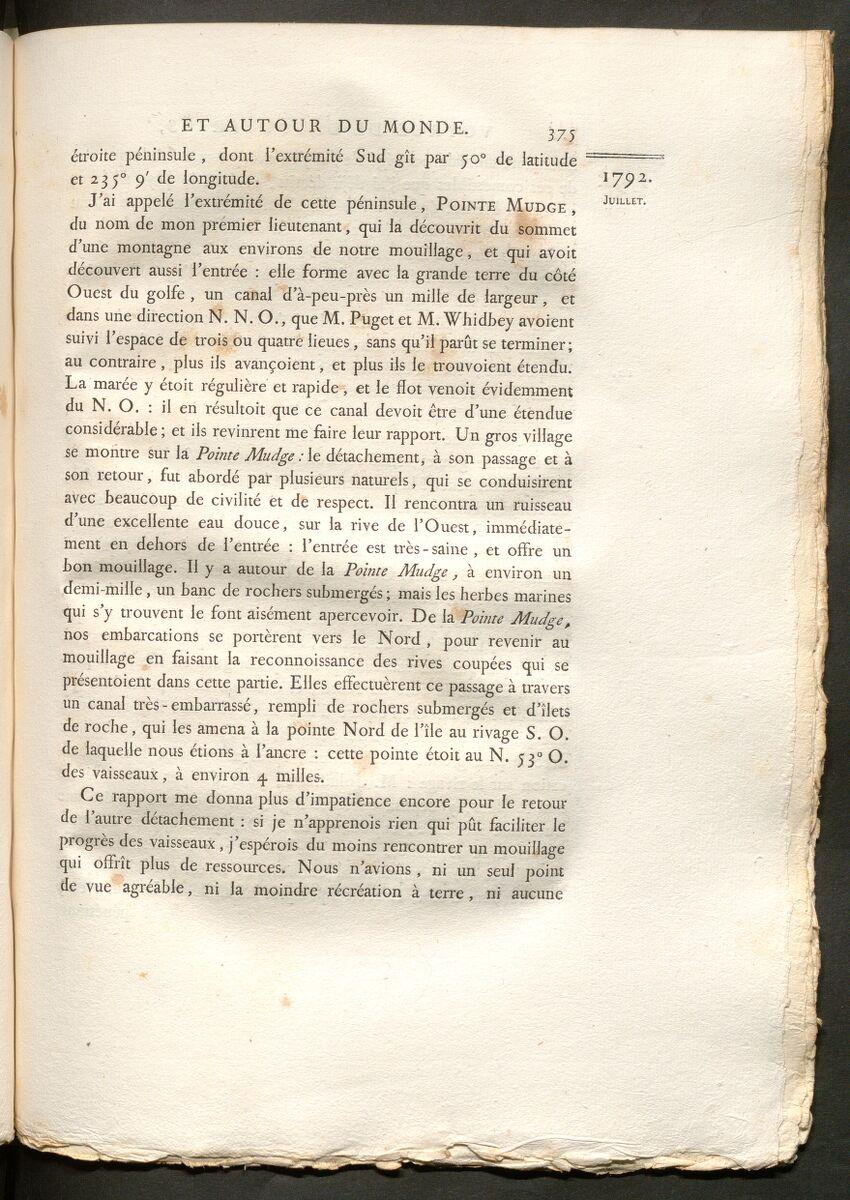 ET AUTOUR DU MONDE. 375
étroite péninsule, dont l'extrémité Sud gît par 50° de latitude
et 235° 9' de longitude.
1792.
JUILLET.
J'ai appelé l'extrémité de cette péninsule, POINTE MUDGE,
du nom de mon premier lieutenant, qui la découvrit du sommet
d'une montagne aux environs de notre mouillage, et qui avoit
découvert aussi l'entrée : elle forme avec la grande terre du côté
Ouest du golfe, un canal d'à-peu-près un mille de largeur, et
dans une direction N. N. O., que M. Puget et M. Whidbey avoient
suivi l'espace de trois ou quatre lieues, sans qu'il parût se terminer;
au contraire, plus ils avançoient, et plus ils le trouvoient étendu.
La marée y étoit régulière et rapide, et le flot venoit évidemment
du N. O. : il en résultoit que ce canal devoit être d'une étendue
considérable; et ils revinrent me faire leur rapport. Un gros village
se montre sur la Pointe Mudge : le détachement, à son passage et à
son retour, fut abordé par plusieurs naturels, qui se conduisirent
avec beaucoup de civilité et de respect. Il rencontra un ruisseau
d'une excellente eau douce, sur la rive de l'Ouest, immédiate-
ment en dehors de l'entrée : l'entrée est très-saine, et offre un
bon mouillage. Il y a autour de la Pointe Mudge, à environ un
demi-mille, un banc de rochers submergés; mais les herbes marines
qui s'y trouvent le font aisément apercevoir. De la Pointe Mudge,
nos embarcations se portèrent vers le Nord, pour revenir au
mouillage en faisant la reconnoissance des rives coupées qui se
présentoient dans cette partie. Elles effectuèrent ce passage à travers
un canal très-embarrassé, rempli de rochers submergés et d'îlets
de roche, qui les amena à la pointe Nord de l'île au rivage S. O.
de laquelle nous étions à l'ancre : cette pointe étoit au N. 53° O.
des vaisseaux, à environ 4 milles.
Ce rapport me donna plus d'impatience encore pour le retour
de l'autre détachement : si je n'apprenois rien qui pût faciliter le
progrès des vaisseaux, j'espérois du moins rencontrer un mouillage
qui offrît plus de ressources. Nous n'avions, ni un seul point
de vue agréable, ni la moindre récréation à terre, ni aucune